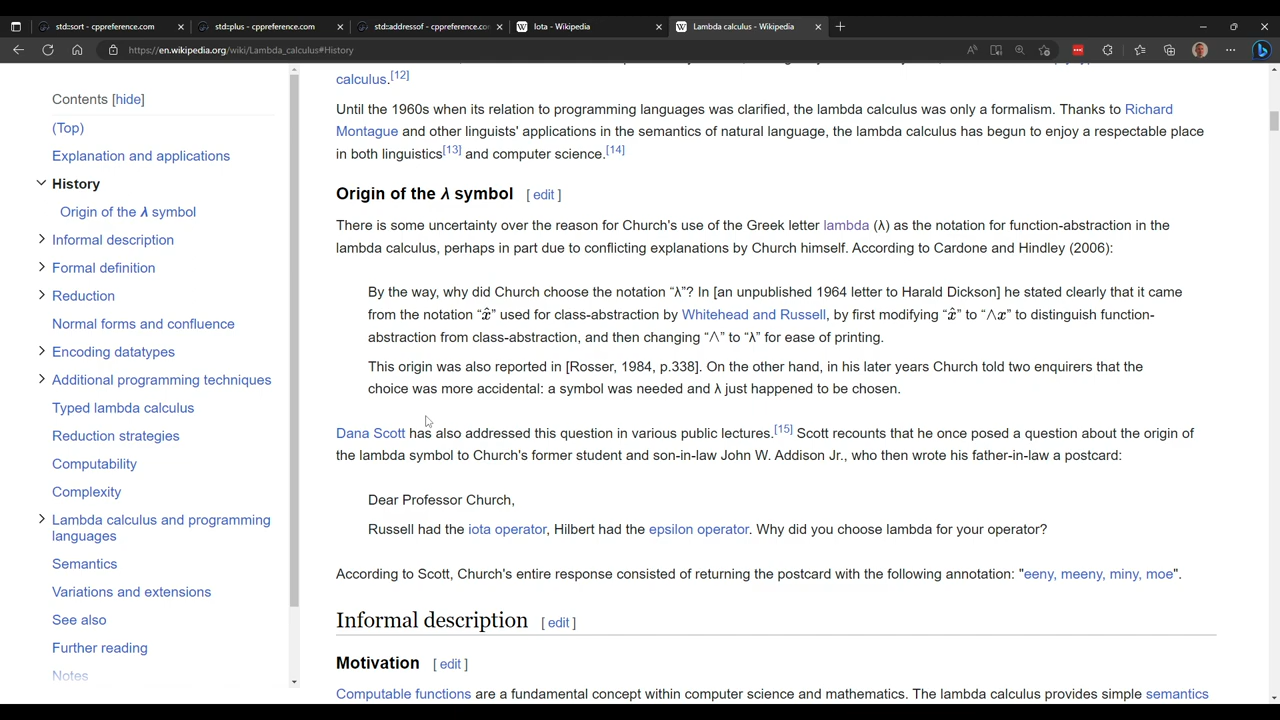 std::sort - cppreference.com
std::plus - cppreference.com
std::addressof - cppreference.co
Iota - Wikipedia
Lambda calculus - Wikipedia
https://en.wikipedia.org/wiki/Lambda_calculus#History
Contents [hide]
(Top)
Explanation and applications
History
Origin of the λ symbol
Informal description
Formal definition
Reduction
Normal forms and confluence
Encoding datatypes
Additional programming techniques
Typed lambda calculus
Reduction strategies
Computability
Complexity
Lambda calculus and programming
languages
Semantics
Variations and extensions
See also
Further reading
Notes
calculus.[12]
Until the 1960s when its relation to programming languages was clarified, the lambda calculus was only a formalism. Thanks to Richard
Montague and other linguists' applications in the semantics of natural language, the lambda calculus has begun to enjoy a respectable place
in both linguistics[13] and computer science.[14]
Origin of the λ symbol [ edit ]
There is some uncertainty over the reason for Church's use of the Greek letter lambda (λ) as the notation for function-abstraction in the
lambda calculus, perhaps in part due to conflicting explanations by Church himself. According to Cardone and Hindley (2006):
By the way, why did Church choose the notation “λ”? In [an unpublished 1964 letter to Harald Dickson] he stated clearly that it came
from the notation “x̂” used for class-abstraction by Whitehead and Russell, by first modifying “x̂” to “∧x” to distinguish function-
abstraction from class-abstraction, and then changing “∧” to “λ” for ease of printing.
This origin was also reported in [Rosser, 1984, p.338]. On the other hand, in his later years Church told two enquirers that the
choice was more accidental: a symbol was needed and λ just happened to be chosen.
Dana Scott has also addressed this question in various public lectures.[15] Scott recounts that he once posed a question about the origin of
the lambda symbol to Church's former student and son-in-law John W. Addison Jr., who then wrote his father-in-law a postcard:
Dear Professor Church,
Russell had the iota operator, Hilbert had the epsilon operator. Why did you choose lambda for your operator?
According to Scott, Church's entire response consisted of returning the postcard with the following annotation: "eeny, meeny, miny, moe".
Informal description [ edit ]
Motivation [ edit ]
Computable functions are a fundamental concept within computer science and mathematics. The lambda calculus provides simple semantics